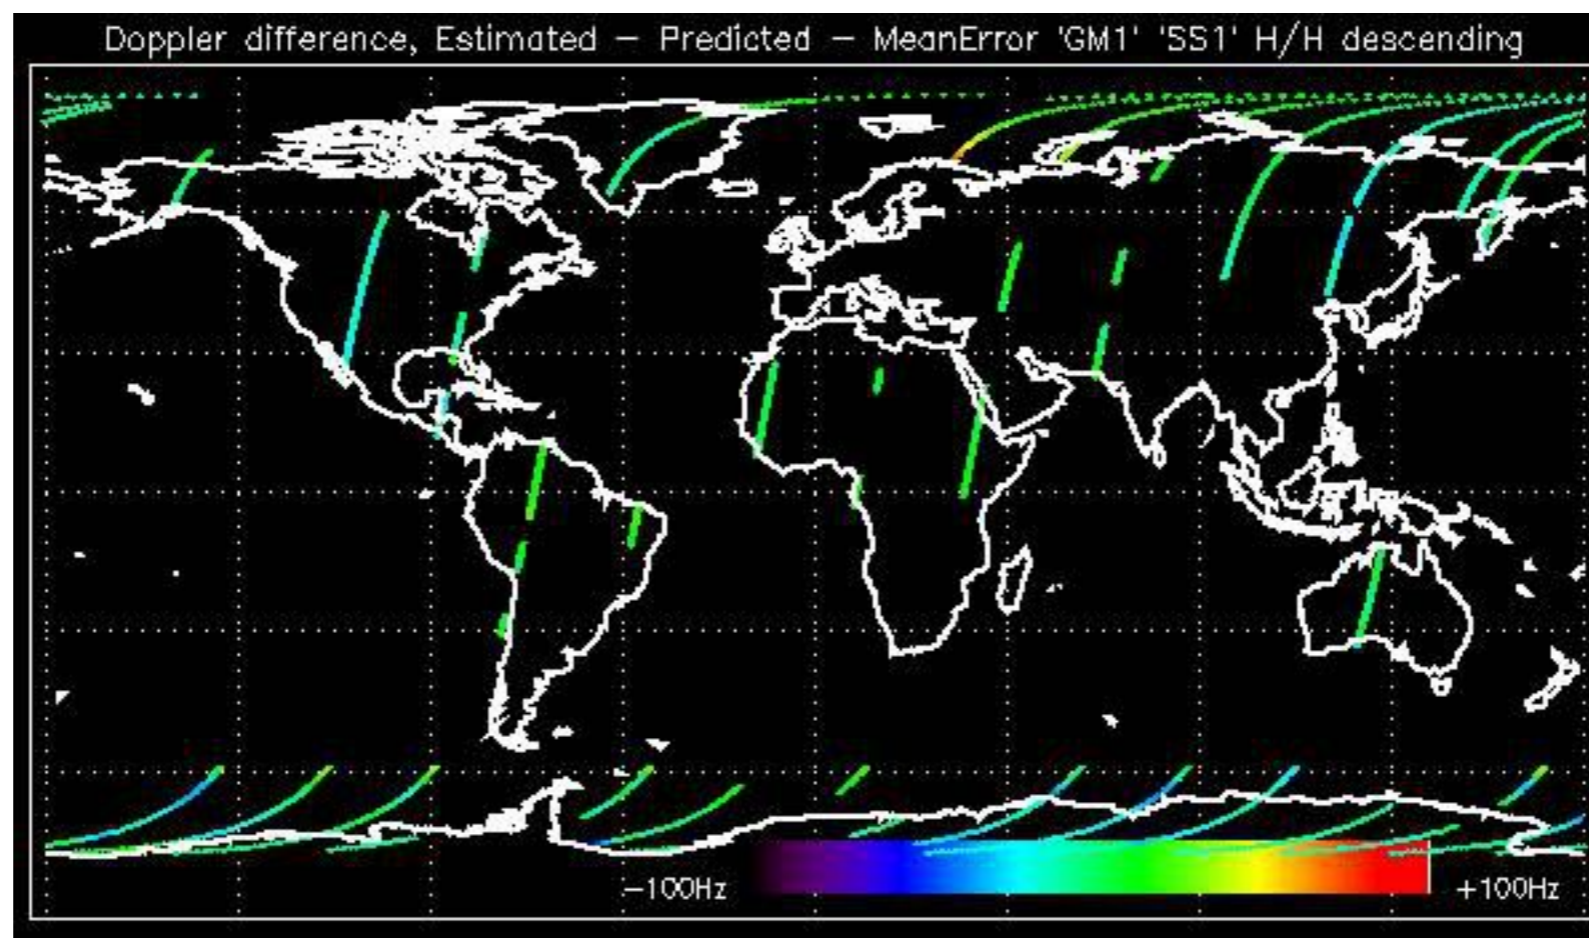 Doppler difference, Estimated − Predicted − MeanError 'GM1' 'SS1' H/H descending
−100Hz
+100Hz